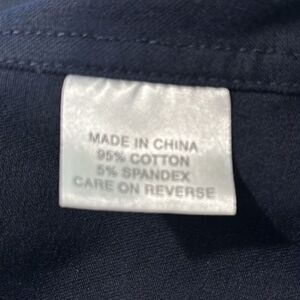 MADE IN CHINA
95% COTTON
5% SPANDEX
CARE ON REVERSE